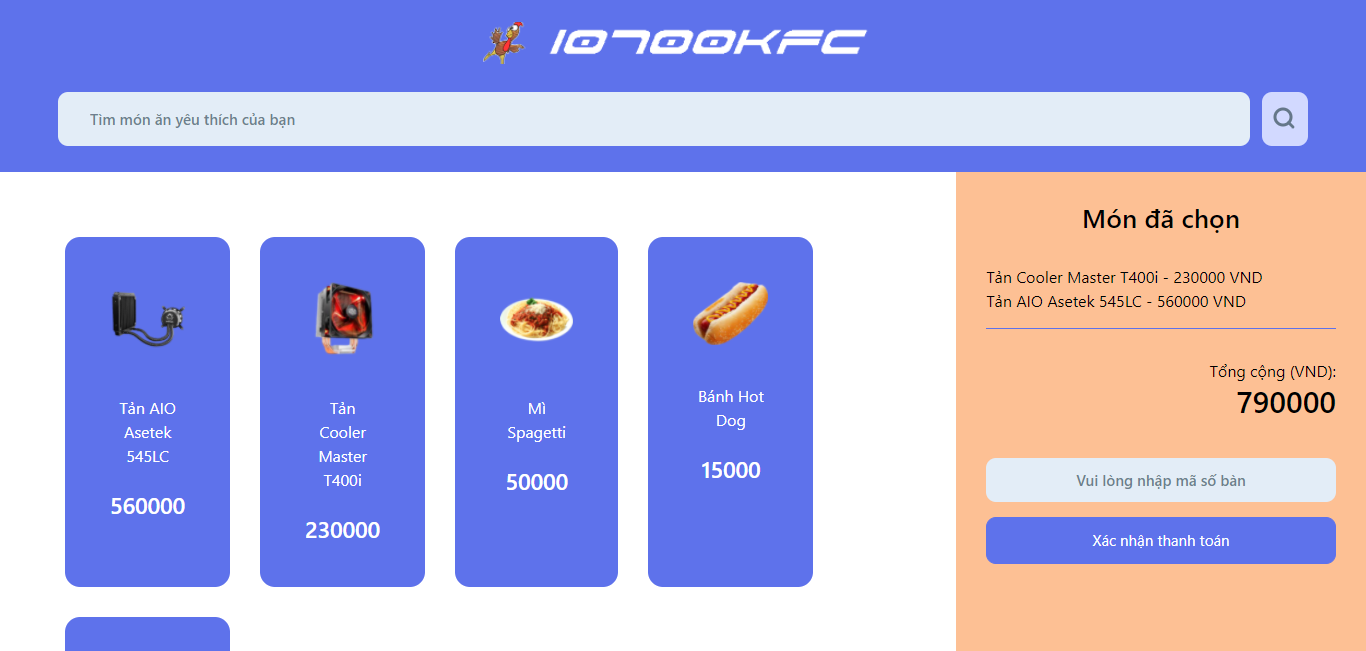 10700KFC
Tìm món ăn yêu thích của bạn
Tản AIO
Asetek
545LC
560000
Tản
Cooler
Master
T400i
230000
Mì
Spagetti
50000
Bánh Hot
Dog
15000
Món đã chọn
Tản Cooler Master T400i - 230000 VND
Tản AIO Asetek 545LC - 560000 VND
Tổng cộng (VND):
790000
Vui lòng nhập mã số bàn
Xác nhận thanh toán